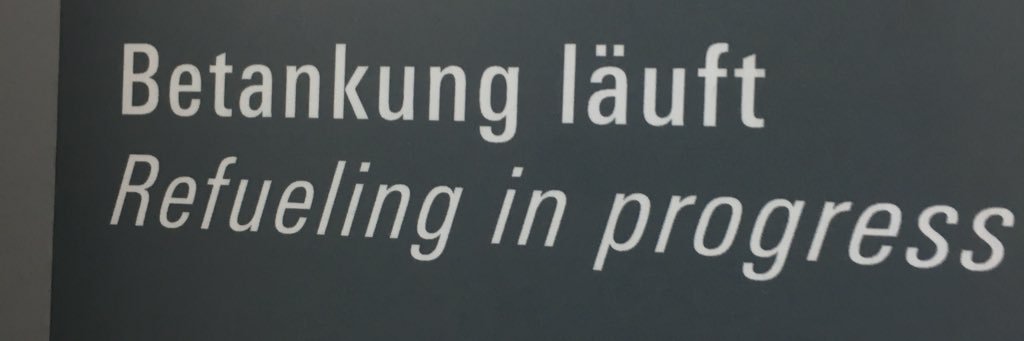 Betankung läuft
Refueling in progress